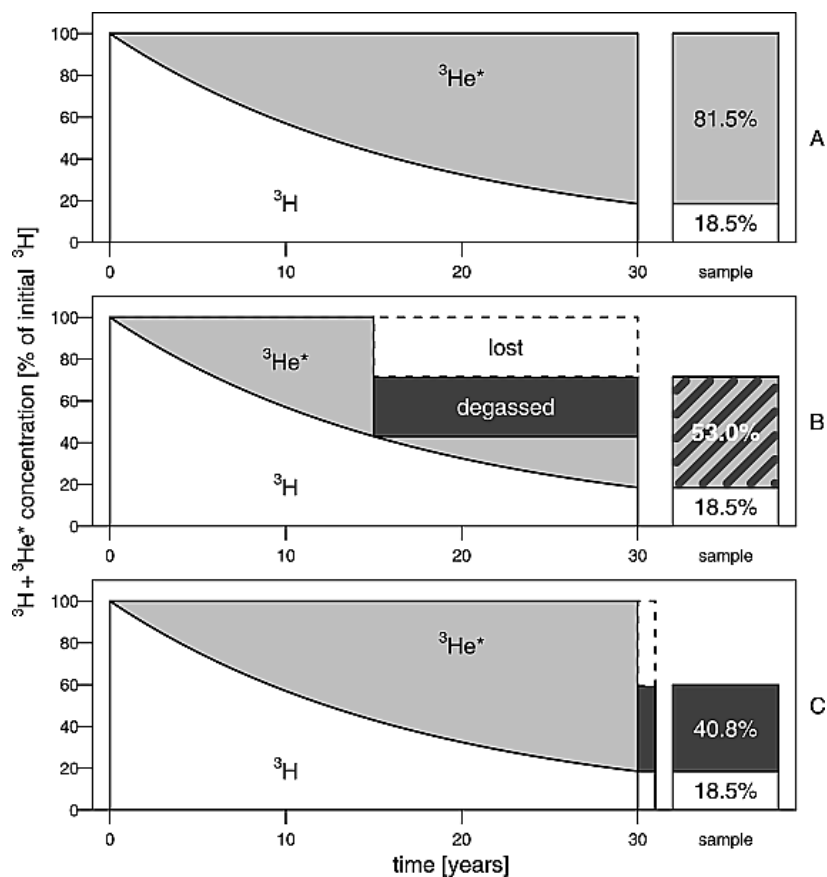 ³H+³He* concentration [% of initial ³H]
100
80
60
40
20
0
³He*
³H
0 10 20 30
81.5%
18.5%
sample
A
100
80
60
40
20
0
³He*
³H
lost
degassed
0 10 20 30
53.0%
18.5%
sample
B
100
80
60
40
20
0
³He*
³H
0 10 20 30
40.8%
18.5%
sample
C
time [years]